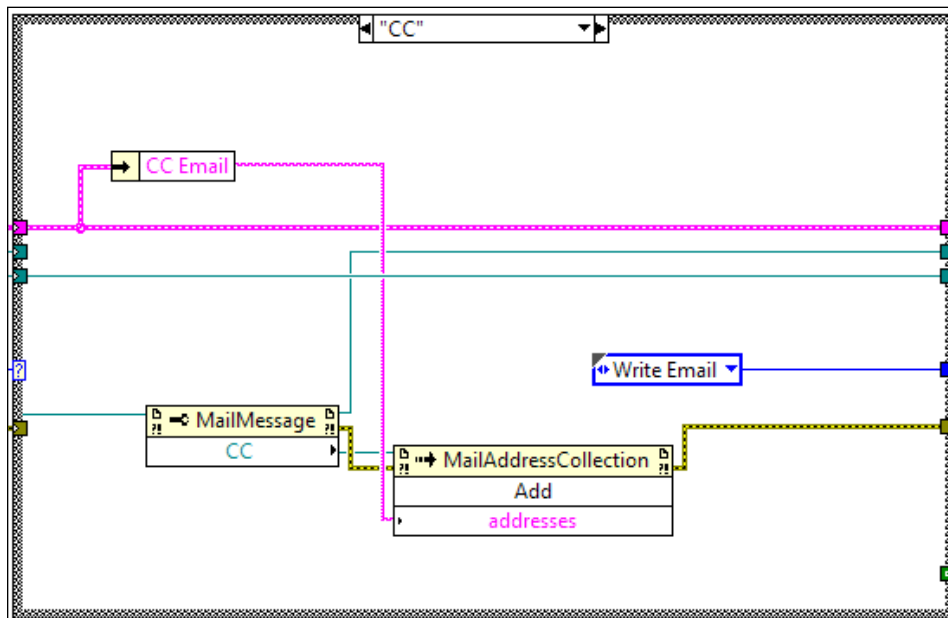 "CC"
CC Email
?
Write Email
MailMessage
CC
MailAddressCollection
Add
addresses